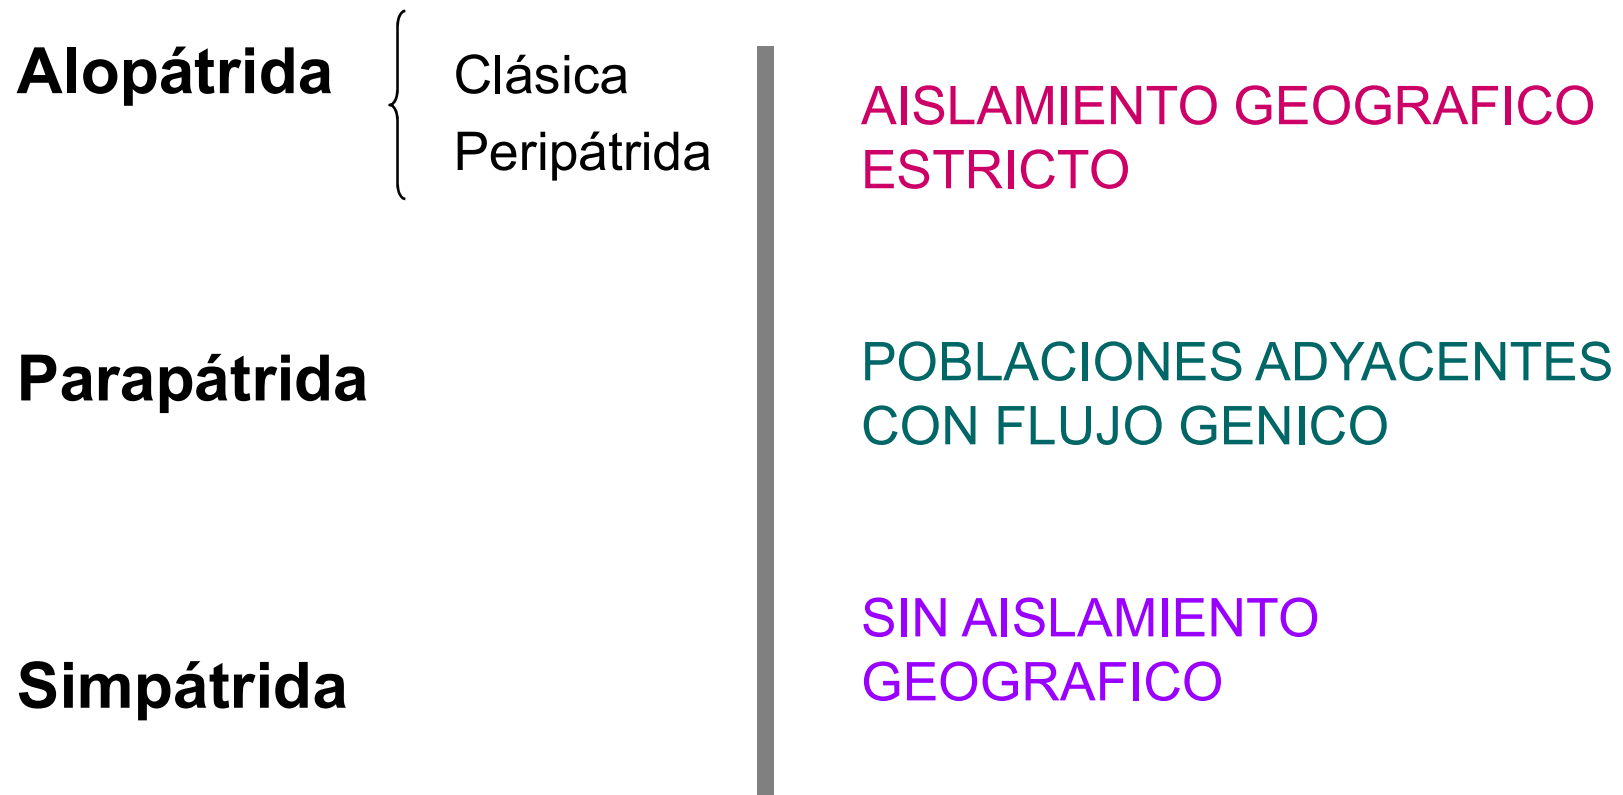 Alopátrida
Clásica
Peripátrida
AISLAMIENTO GEOGRAFICO
ESTRICTO
Parapátrida
POBLACIONES ADYACENTES
CON FLUJO GENICO
Simpátrida
SIN AISLAMIENTO
GEOGRAFICO